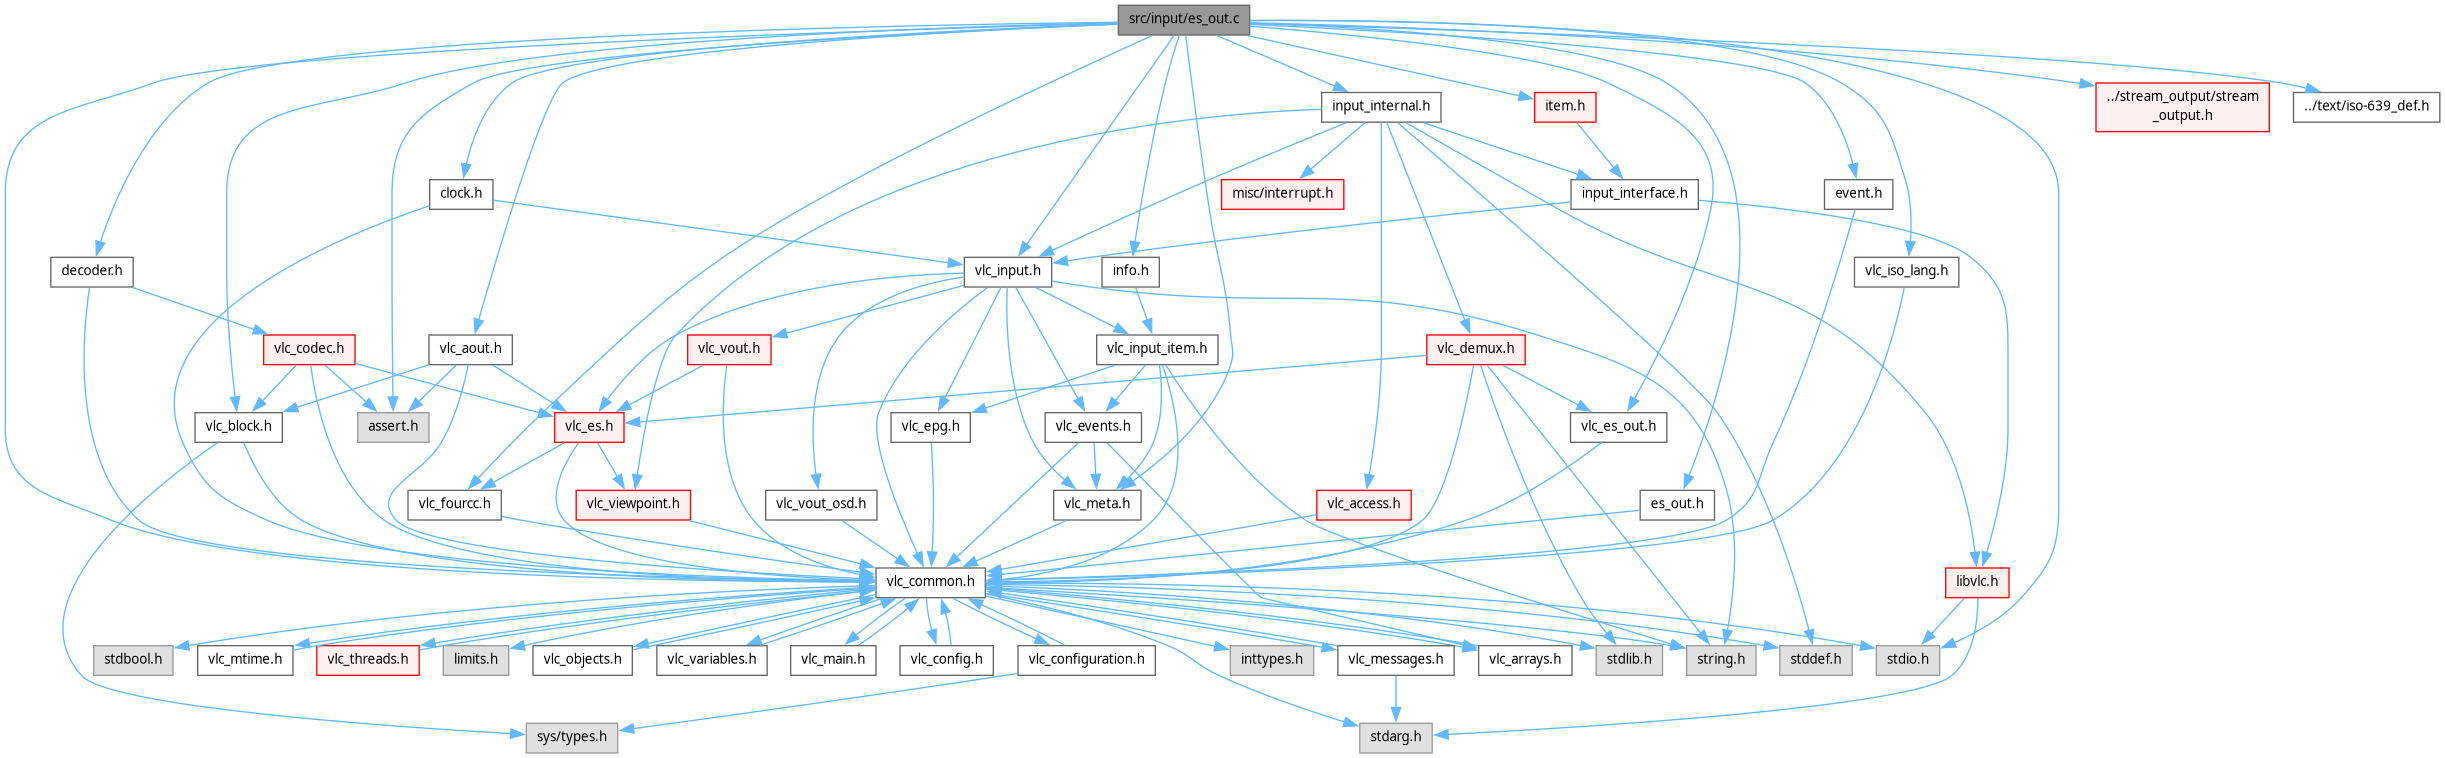 src/input/es_out.c
input_internal.h
item.h
../stream_output/stream
_output.h
../text/iso-639_def.h
clock.h
misc/interrupt.h
input_interface.h
event.h
decoder.h
vlc_input.h
info.h
vlc_iso_lang.h
vlc_codec.h
vlc_aout.h
vlc_vout.h
vlc_input_item.h
vlc_demux.h
vlc_block.h
assert.h
vlc_es.h
vlc_epg.h
vlc_events.h
vlc_es_out.h
vlc_fourcc.h
vlc_viewpoint.h
vlc_vout_osd.h
vlc_meta.h
vlc_access.h
es_out.h
vlc_common.h
libvlc.h
stdbool.h
vlc_mtime.h
vlc_threads.h
limits.h
vlc_objects.h
vlc_variables.h
vlc_main.h
vlc_config.h
vlc_configuration.h
inttypes.h
vlc_messages.h
vlc_arrays.h
stdlib.h
string.h
stddef.h
stdio.h
sys/types.h
stdarg.h